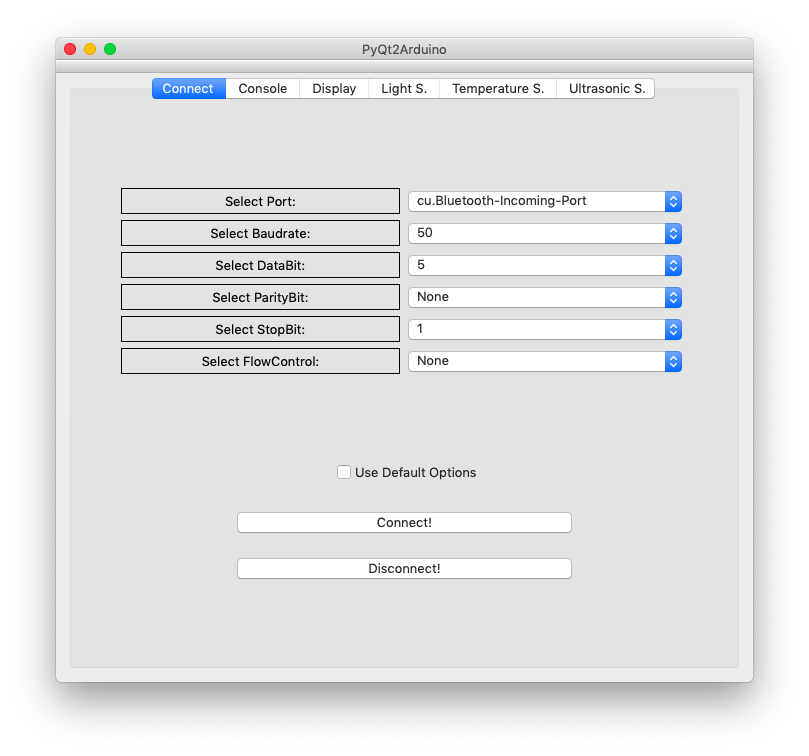 PyQt2Arduino
Connect Console Display Light S. Temperature S. Ultrasonic S.
Select Port: cu.Bluetooth-Incoming-Port
Select Baudrate: 50
Select DataBit: 5
Select ParityBit: None
Select StopBit: 1
Select FlowControl: None
Use Default Options
Connect!
Disconnect!